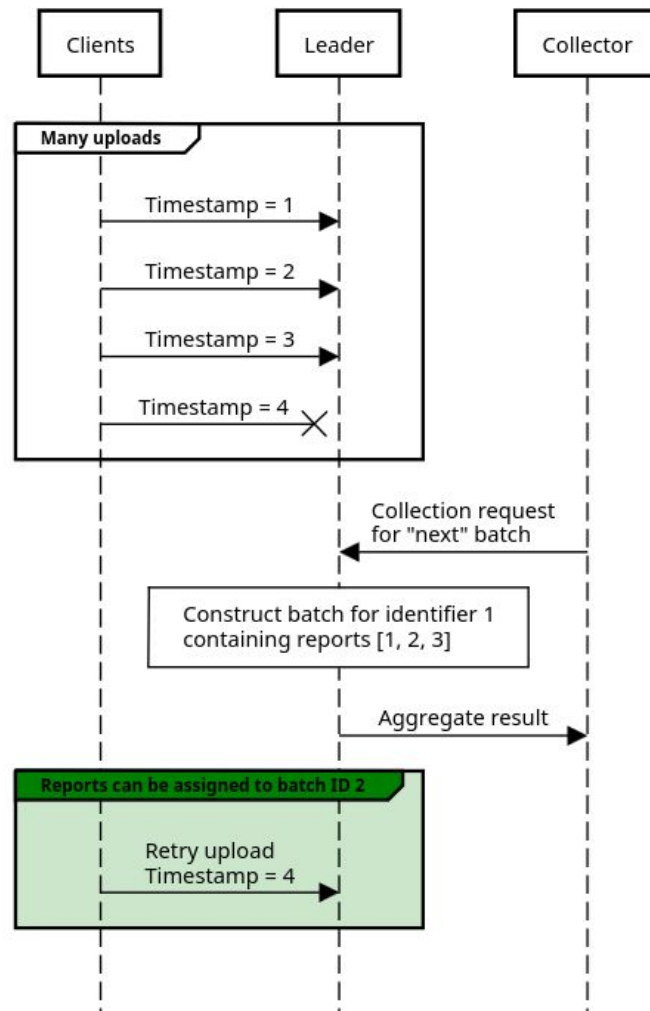 Clients
Leader
Collector
Many uploads
Timestamp = 1
Timestamp = 2
Timestamp = 3
Timestamp = 4
Collection request
for "next" batch
Construct batch for identifier 1
containing reports [1, 2, 3]
Aggregate result
Reports can be assigned to batch ID 2
Retry upload
Timestamp = 4